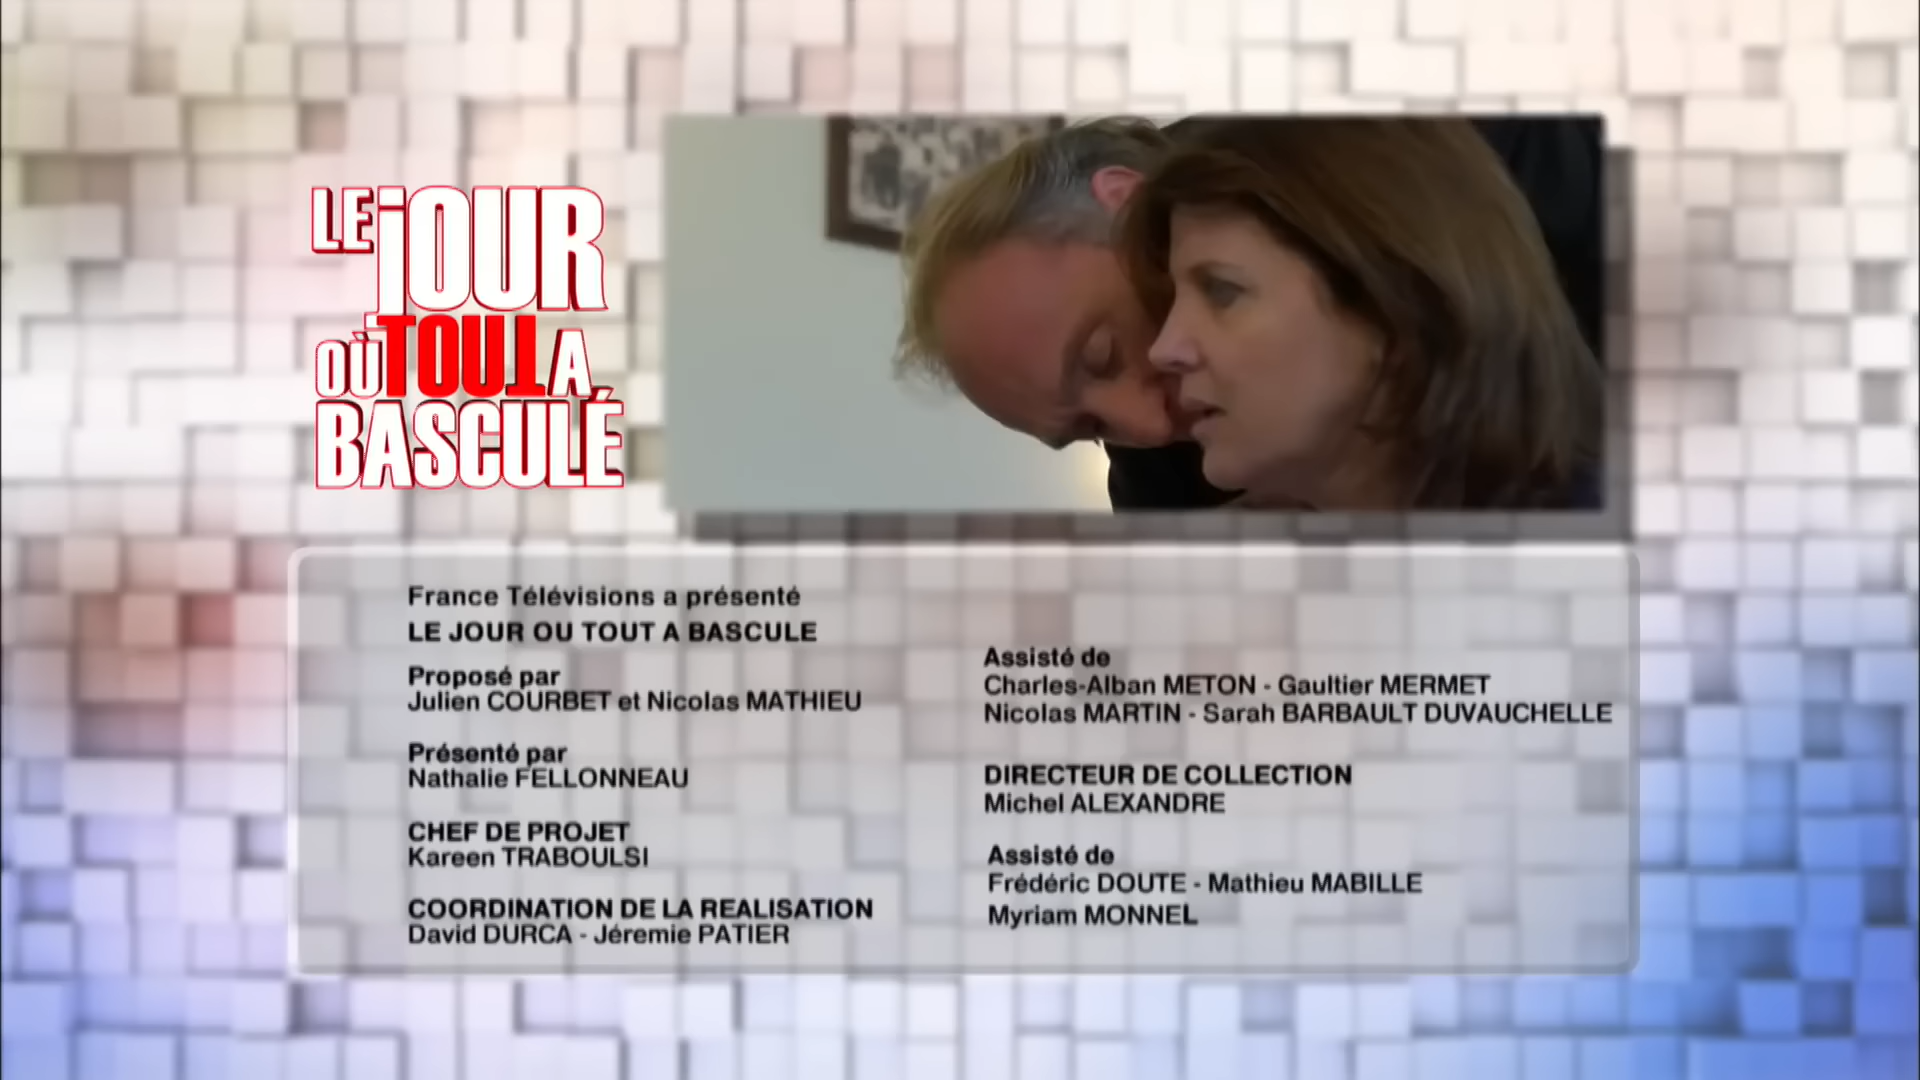 LE JOUR
OÙ TOUT A
BASCULÉ
France Télévisions a présenté
LE JOUR OU TOUT A BASCULE
Proposé par
Julien COURBET et Nicolas MATHIEU
Présenté par
Nathalie FELLONNEAU
CHEF DE PROJET
Kareen TRABOULSI
COORDINATION DE LA REALISATION
David DURCA - Jéremie PATIER
Assisté de
Charles-Alban METON - Gaultier MERMET
Nicolas MARTIN - Sarah BARBAULT DUVAUCHELLE
DIRECTEUR DE COLLECTION
Michel ALEXANDRE
Assisté de
Frédéric DOUTE - Mathieu MABILLE
Myriam MONNEL